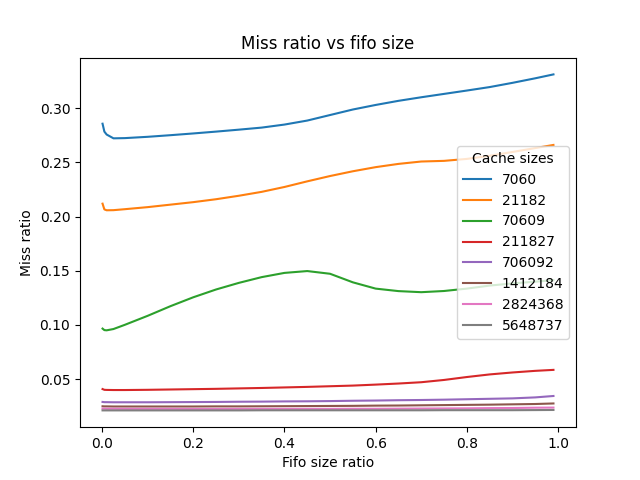 Miss ratio vs fifo size
Miss ratio
0.30
0.25
0.20
0.15
0.10
0.05
Cache sizes
7060
21182
70609
211827
706092
1412184
2824368
5648737
0.0 0.2 0.4 0.6 0.8 1.0
Fifo size ratio